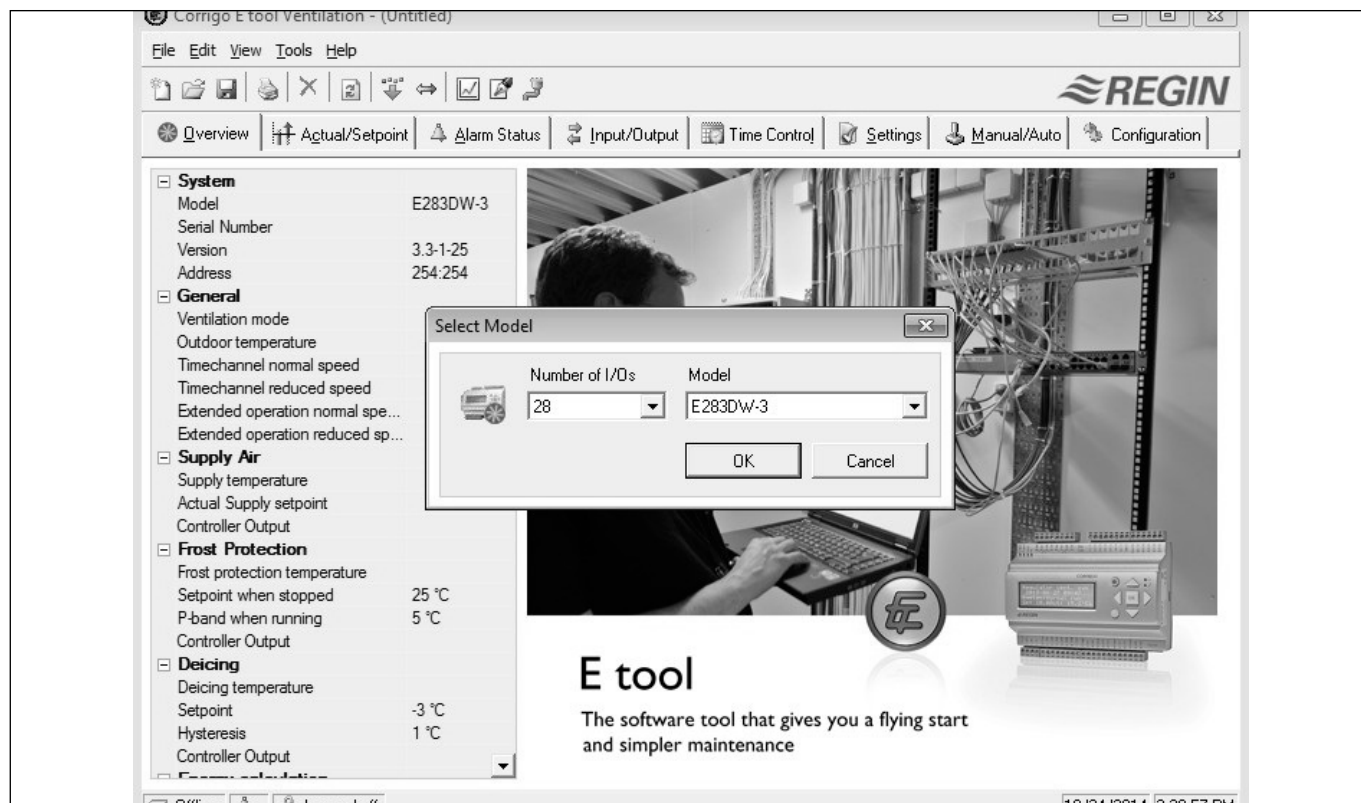 Corrigo E tool Ventilation - (Untitled)
File Edit View Tools Help
REGIN
Overview Actual/Setpoint Alarm Status Input/Output Time Control Settings Manual/Auto Configuration
System
Model E283DW-3
Serial Number
Version 3.3-1-25
Address 254:254
General
Ventilation mode
Outdoor temperature
Timechannel normal speed
Timechannel reduced speed
Extended operation normal spe...
Extended operation reduced sp...
Supply Air
Supply temperature
Actual Supply setpoint
Controller Output
Frost Protection
Frost protection temperature
Setpoint when stopped 25 °C
P-band when running 5 °C
Controller Output
Deicing
Deicing temperature
Setpoint -3 °C
Hysteresis 1 °C
Controller Output
Select Model
Number of I/Os Model
28 E283DW-3
OK Cancel
E tool
The software tool that gives you a flying start
and simpler maintenance